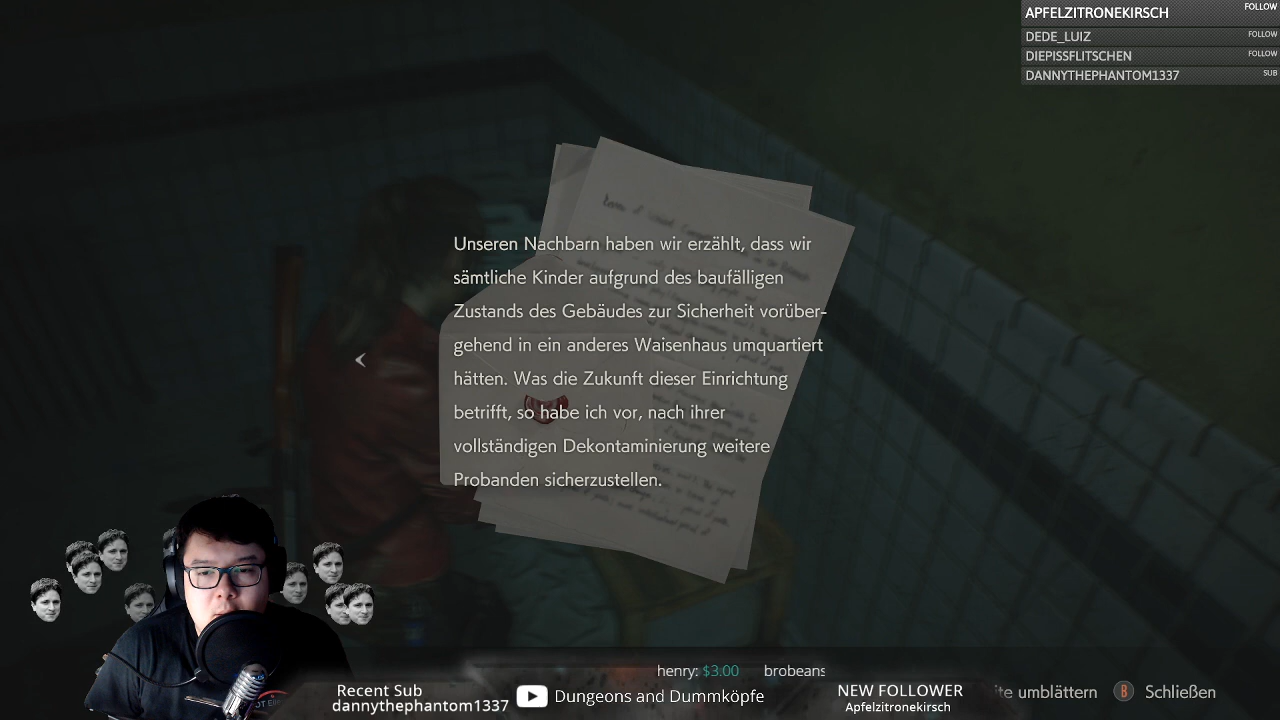 APFELZITRONEKIRSCH FOLLOW
DEDE_LUIZ FOLLOW
DIEPISSFLITSCHEN FOLLOW
DANNYTHEPHANTOM1337 SUB
Unseren Nachbarn haben wir erzählt, dass wir
sämtliche Kinder aufgrund des baufälligen
Zustands des Gebäudes zur Sicherheit vorüber-
gehend in ein anderes Waisenhaus umquartiert
hätten. Was die Zukunft dieser Einrichtung
betrifft, so habe ich vor, nach ihrer
vollständigen Dekontaminierung weitere
Probanden sicherzustellen.
henry: $3.00 brobeans
Recent Sub
dannythephantom1337
Dungeons and Dummköpfe
NEW FOLLOWER
Apfelzitronekirsch
ite umblättern B Schließen